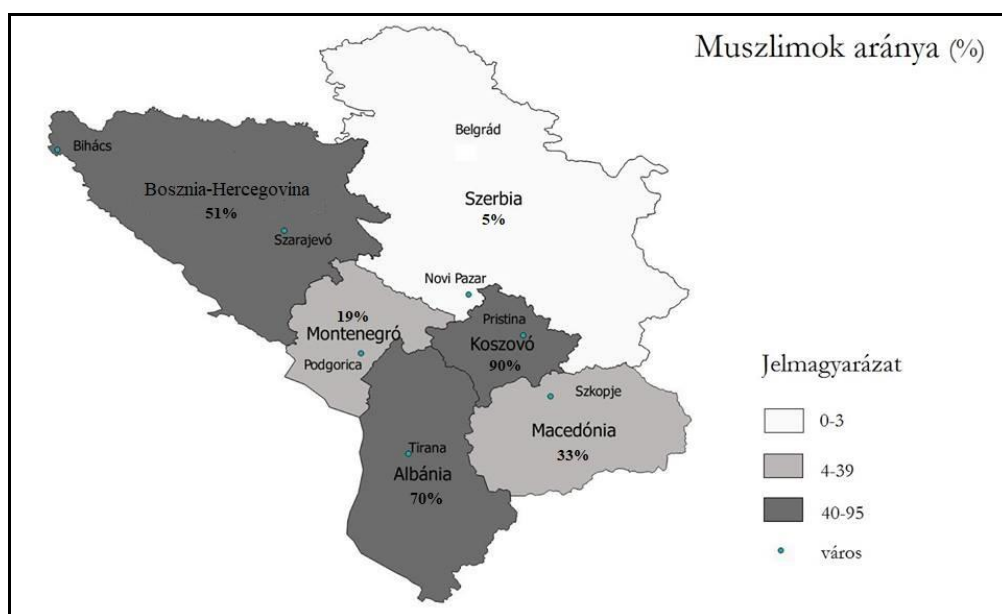 Muszlimok aránya (%)
Belgrád
Bihács
Bosznia-Hercegovina
51%
Szerbia
5%
Szarajevó
Novi Pazar
19%
Montenegró
Podgorica
Pristina
Koszovó
90%
Szkopje
Macedónia
33%
Tirana
Albánia
70%
Jelmagyarázat
0-3
4-39
40-95
város